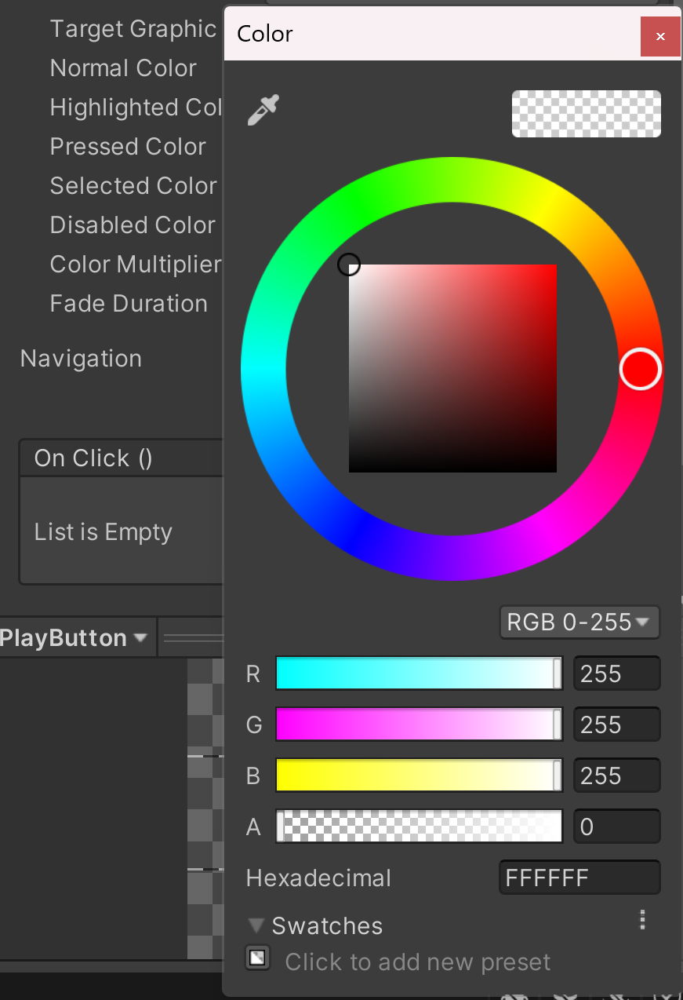 Target Graphic
Normal Color
Highlighted Col
Pressed Color
Selected Color
Disabled Color
Color Multiplier
Fade Duration
Navigation
On Click ()
List is Empty
PlayButton
Color
RGB 0-255
R 255
G 255
B 255
A 0
Hexadecimal FFFFFF
Swatches
Click to add new preset